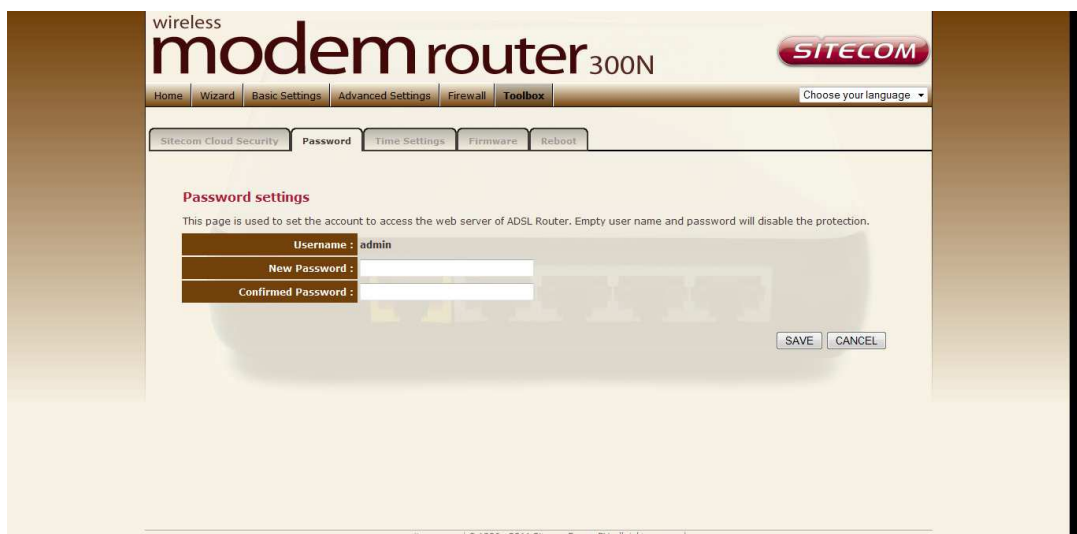 wireless
modem router 300N
SITECOM
Home Wizard Basic Settings Advanced Settings Firewall Toolbox Choose your language
Sitecom Cloud Security Password Time Settings Firmware Reboot
Password settings
This page is used to set the account to access the web server of ADSL Router. Empty user name and password will disable the protection.
Username : admin
New Password :
Confirmed Password :
SAVE CANCEL